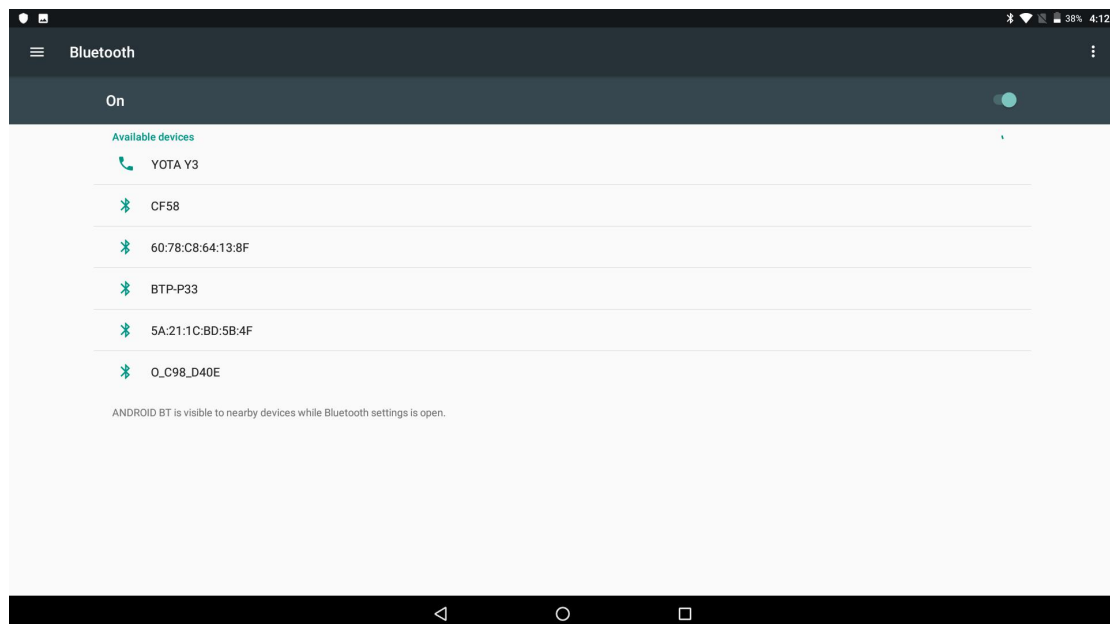 38% 4:12
Bluetooth
On
Available devices
YOTA Y3
CF58
60:78:C8:64:13:8F
BTP-P33
5A:21:1C:BD:5B:4F
O_C98_D40E
ANDROID BT is visible to nearby devices while Bluetooth settings is open.